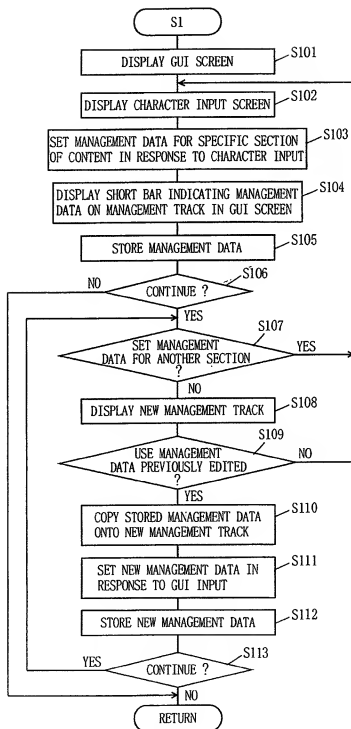 S1
DISPLAY GUI SCREEN
S101
DISPLAY CHARACTER INPUT SCREEN
S102
SET MANAGEMENT DATA FOR SPECIFIC SECTION
OF CONTENT IN RESPONSE TO CHARACTER INPUT
S103
DISPLAY SHORT BAR INDICATING MANAGEMENT
DATA ON MANAGEMENT TRACK IN GUI SCREEN
S104
STORE MANAGEMENT DATA
S105
NO
CONTINUE ?
S106
YES
SET MANAGEMENT
DATA FOR ANOTHER SECTION
?
S107
YES
NO
DISPLAY NEW MANAGEMENT TRACK
S108
USE MANAGEMENT
DATA PREVIOUSLY EDITED
?
S109
NO
YES
COPY STORED MANAGEMENT DATA
ONTO NEW MANAGEMENT TRACK
S110
SET NEW MANAGEMENT DATA IN
RESPONSE TO GUI INPUT
S111
STORE NEW MANAGEMENT DATA
S112
YES
CONTINUE ?
S113
NO
RETURN